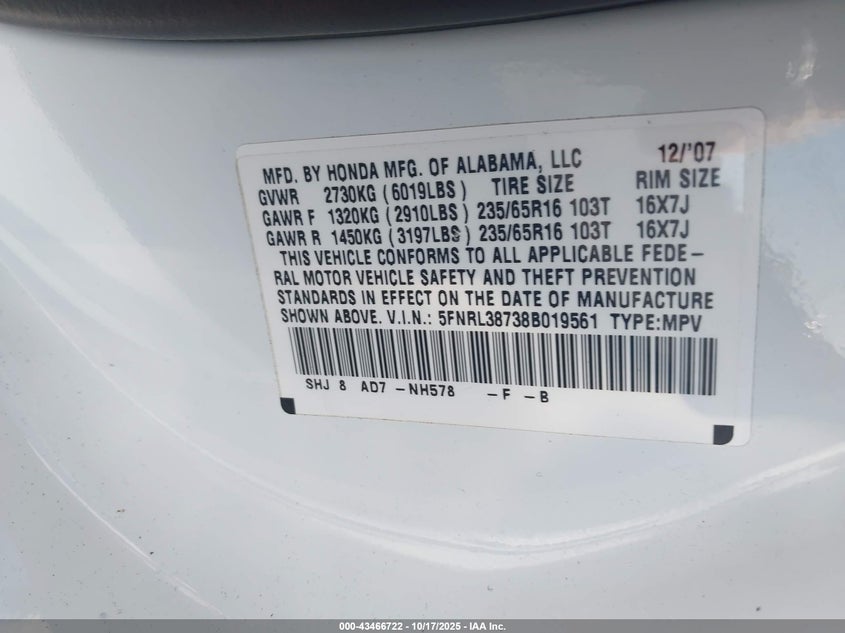 MFD. BY HONDA MFG. OF ALABAMA, LLC 12/'07
GVWR 2730KG (6019LBS) TIRE SIZE RIM SIZE
GAWR F 1320KG (2910LBS) 235/65R16 103T 16X7J
GAWR R 1450KG (3197LBS) 235/65R16 103T 16X7J
THIS VEHICLE CONFORMS TO ALL APPLICABLE FEDE-
RAL MOTOR VEHICLE SAFETY AND THEFT PREVENTION
STANDARDS IN EFFECT ON THE DATE OF MANUFACTURE
SHOWN ABOVE. V.I.N.: 5FNRL38738B019561 TYPE:MPV
SHJ 8 AD7 -NH578 -F -B
000-43466722 | 10/17/2025 | IAA Inc.